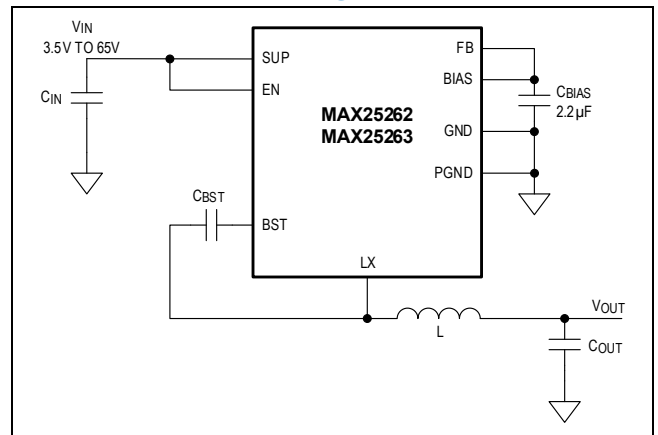 VIN
3.5V TO 65V
CIN
SUP
EN
FB
BIAS
CBIAS
2.2µF
MAX25262
MAX25263
GND
PGND
CBST
BST
LX
L
VOUT
COUT